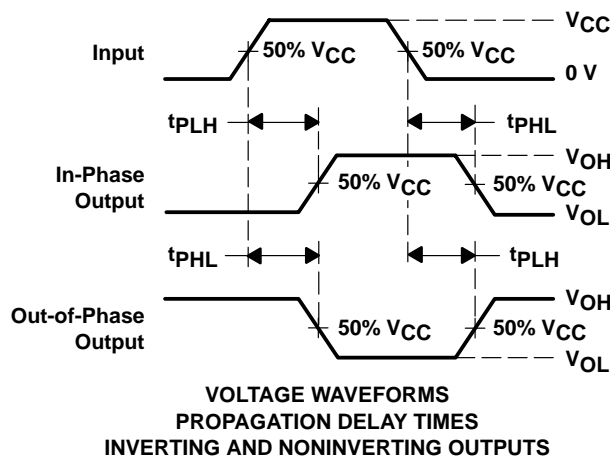 VCC
Input
50% VCC
50% VCC
0 V
tPLH
tPHL
In-Phase
Output
50% VCC
VOH
50% VCC
VOL
tPHL
tPLH
Out-of-Phase
Output
50% VCC
VOH
50% VCC
VOL
VOLTAGE WAVEFORMS
PROPAGATION DELAY TIMES
INVERTING AND NONINVERTING OUTPUTS